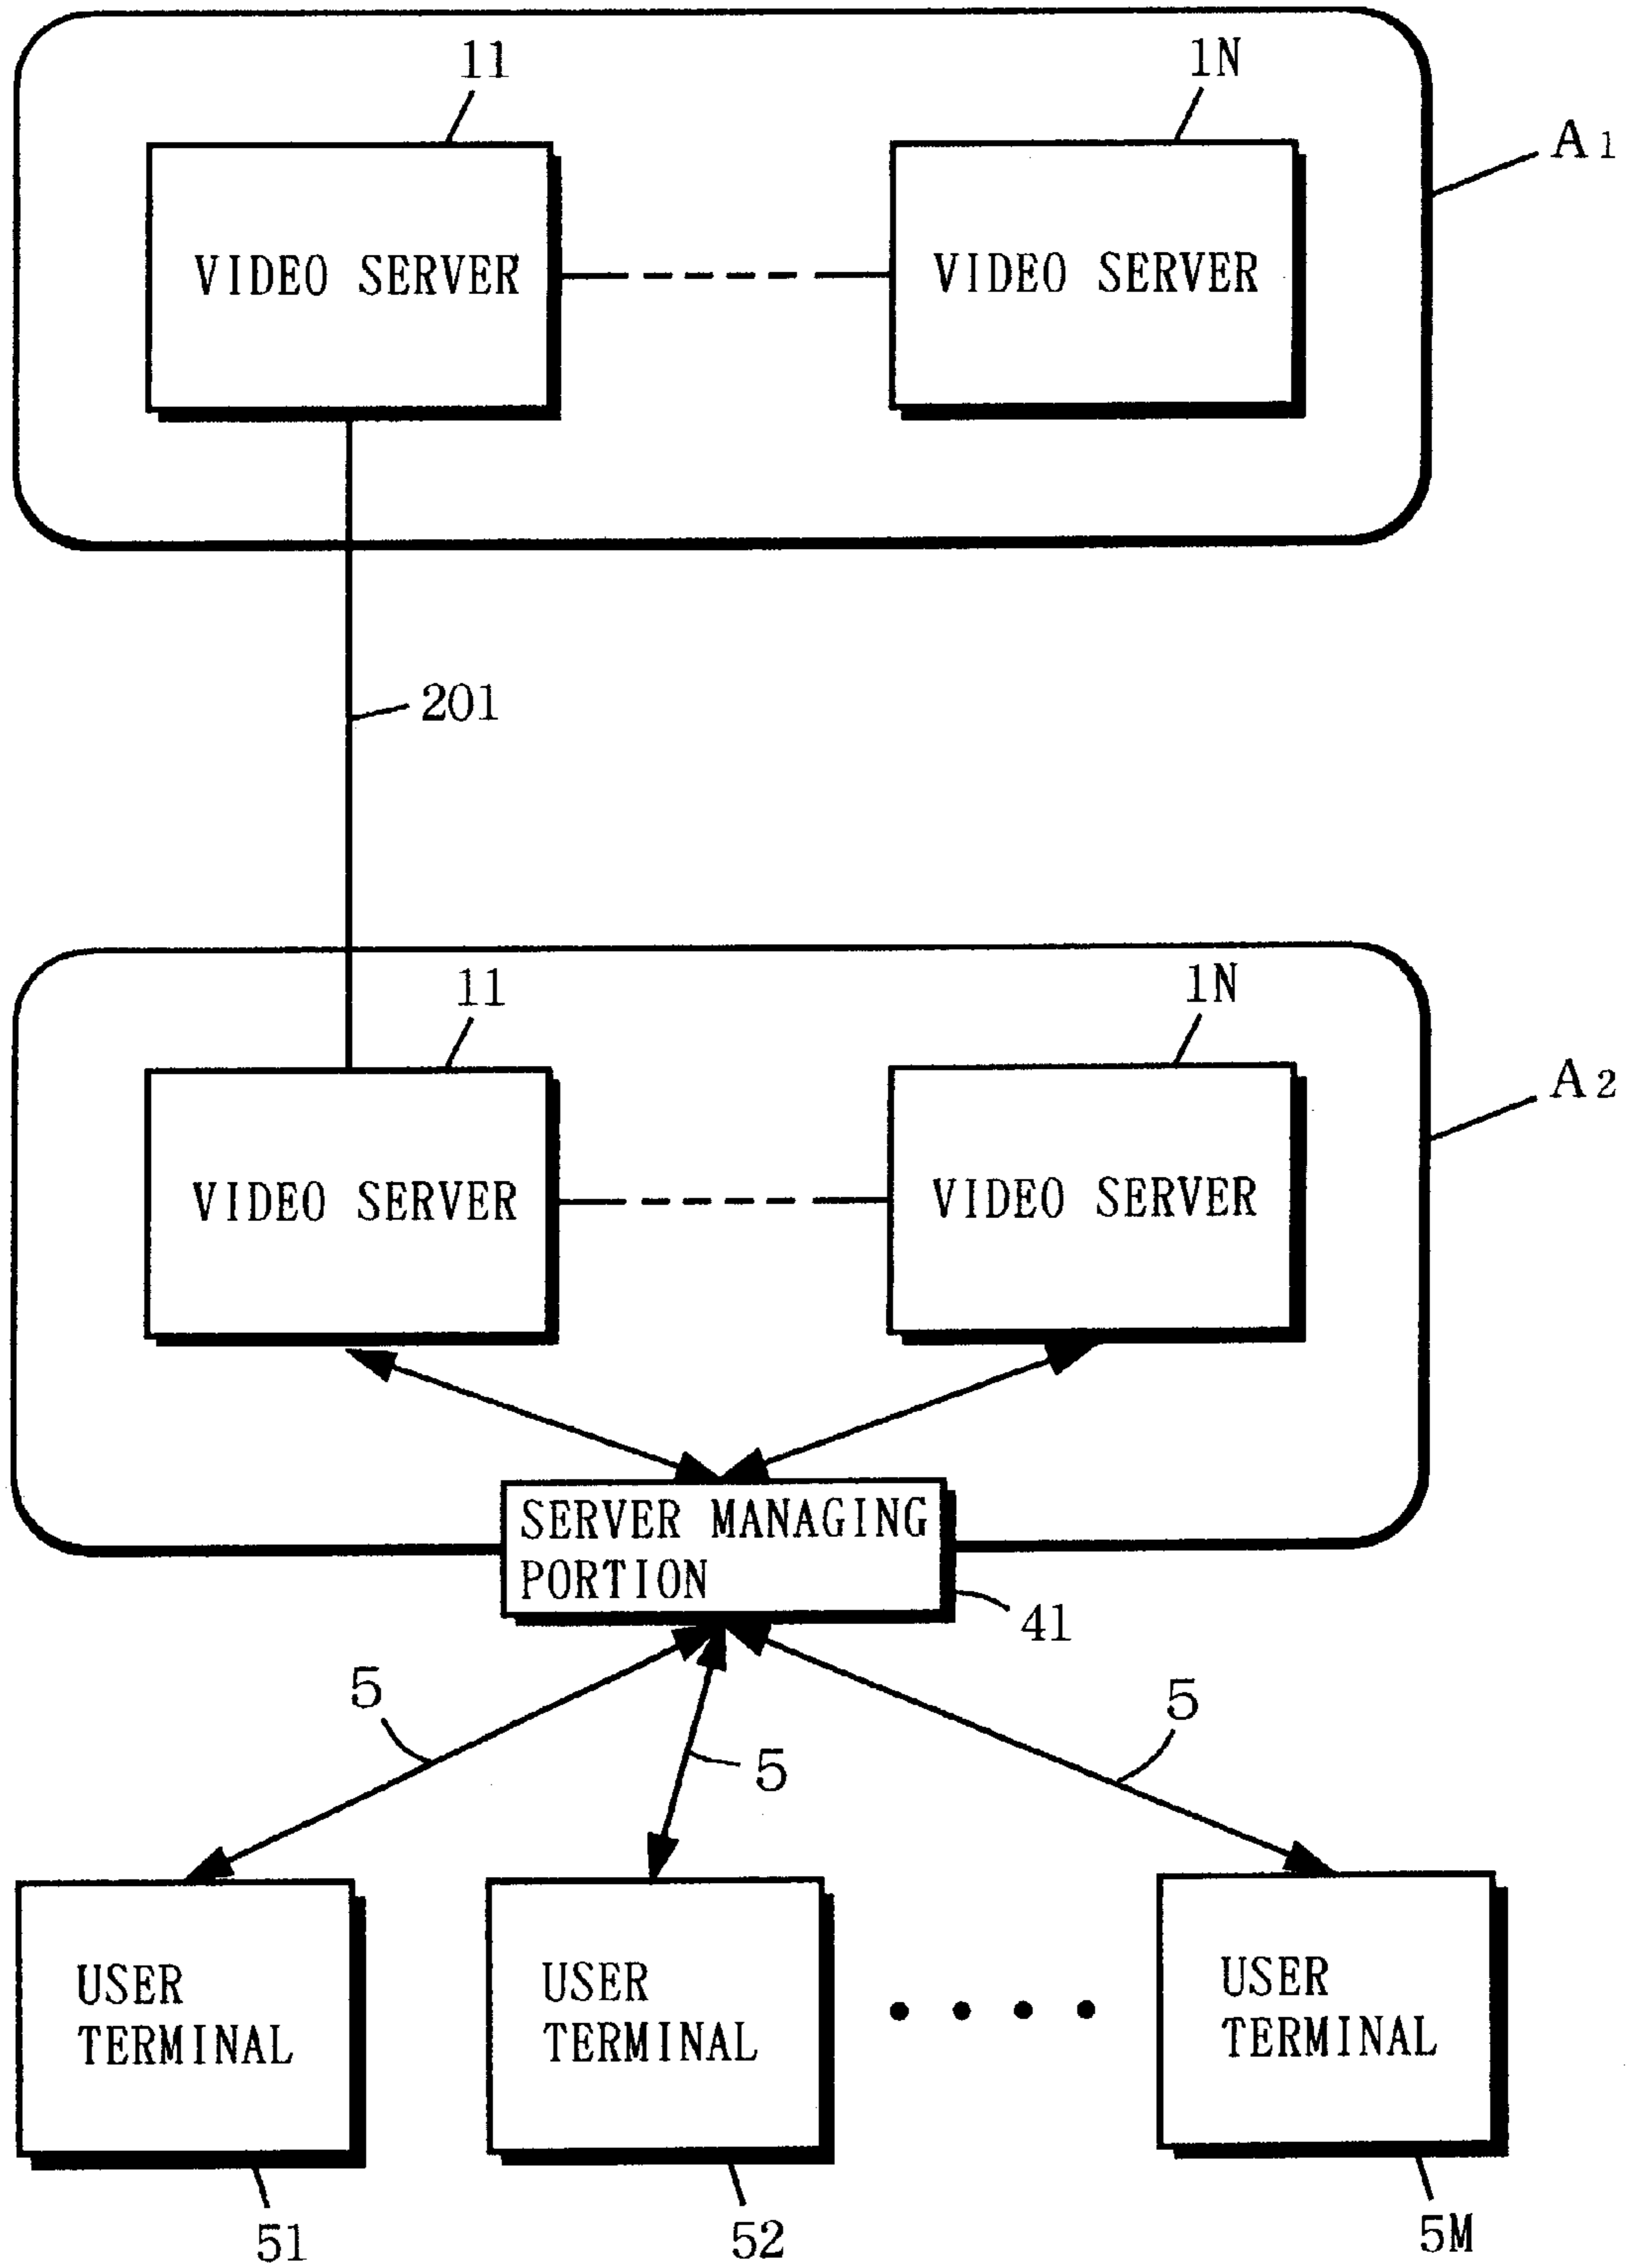 11
1N
A1
VIDEO SERVER
VIDEO SERVER
201
11
1N
A2
VIDEO SERVER
VIDEO SERVER
SERVER MANAGING
PORTION
41
5
5
5
USER
TERMINAL
USER
TERMINAL
USER
TERMINAL
51
52
5M